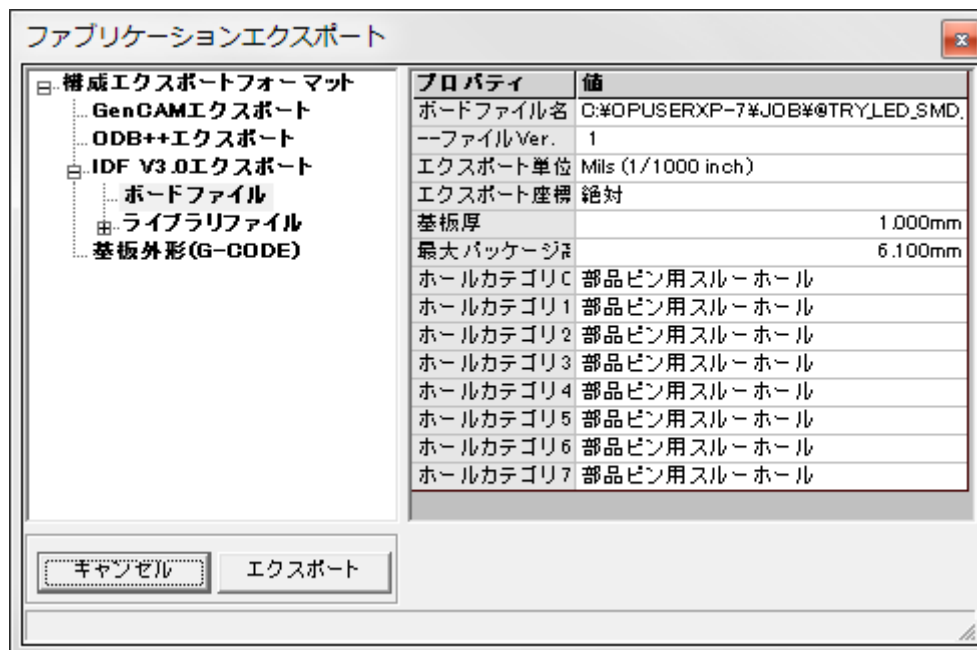 ファブリケーションエクスポート
構成エクスポートフォーマット
GenCAMエクスポート
ODB++エクスポート
IDF V3.0エクスポート
ボードファイル
ライブラリファイル
基板外形(G-CODE)
プロパティ 値
ボードファイル名 C:¥OPUSERXP-7¥JOB¥@TRY_LED_SMD.
--ファイルVer. 1
エクスポート単位 Mils (1/1000 inch)
エクスポート座標 絶対
基板厚 1.000mm
最大パッケージ 6.100mm
ホールカテゴリ0 部品ピン用スルーホール
ホールカテゴリ1 部品ピン用スルーホール
ホールカテゴリ2 部品ピン用スルーホール
ホールカテゴリ3 部品ピン用スルーホール
ホールカテゴリ4 部品ピン用スルーホール
ホールカテゴリ5 部品ピン用スルーホール
ホールカテゴリ6 部品ピン用スルーホール
ホールカテゴリ7 部品ピン用スルーホール
キャンセル エクスポート